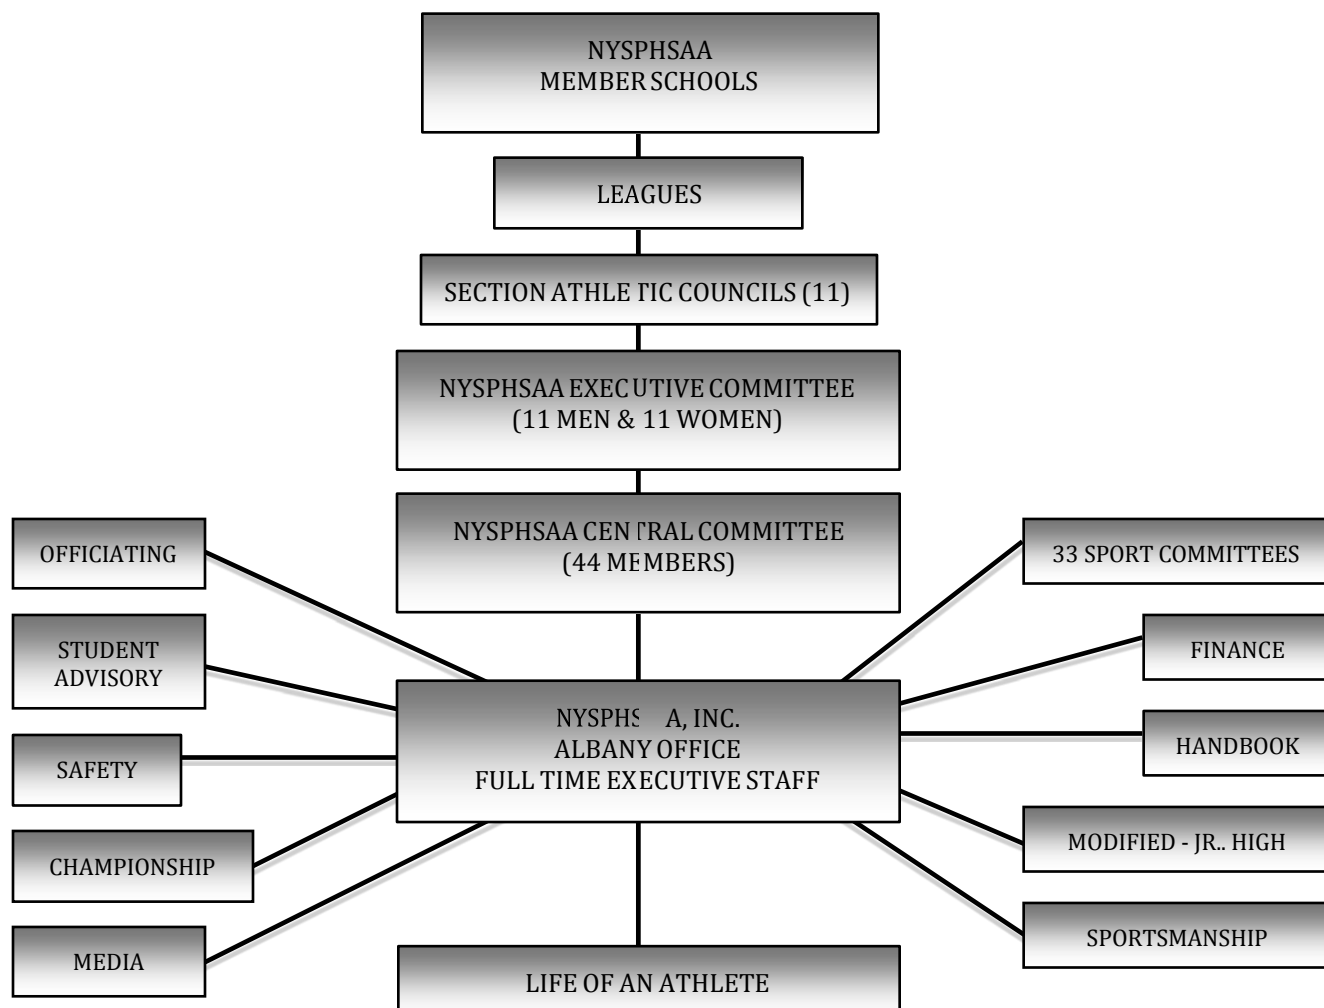 NYSPHSAA
MEMBER SCHOOLS
LEAGUES
SECTION ATHLETIC COUNCILS (11)
NYSPHSAA EXECUTIVE COMMITTEE
(11 MEN & 11 WOMEN)
NYSPHSAA CENTRAL COMMITTEE
(44 MEMBERS)
OFFICIATING
STUDENT
ADVISORY
SAFETY
CHAMPIONSHIP
MEDIA
NYSPHSAA, INC.
ALBANY OFFICE
FULL TIME EXECUTIVE STAFF
33 SPORT COMMITTEES
FINANCE
HANDBOOK
MODIFIED - JR.. HIGH
SPORTSMANSHIP
LIFE OF AN ATHLETE